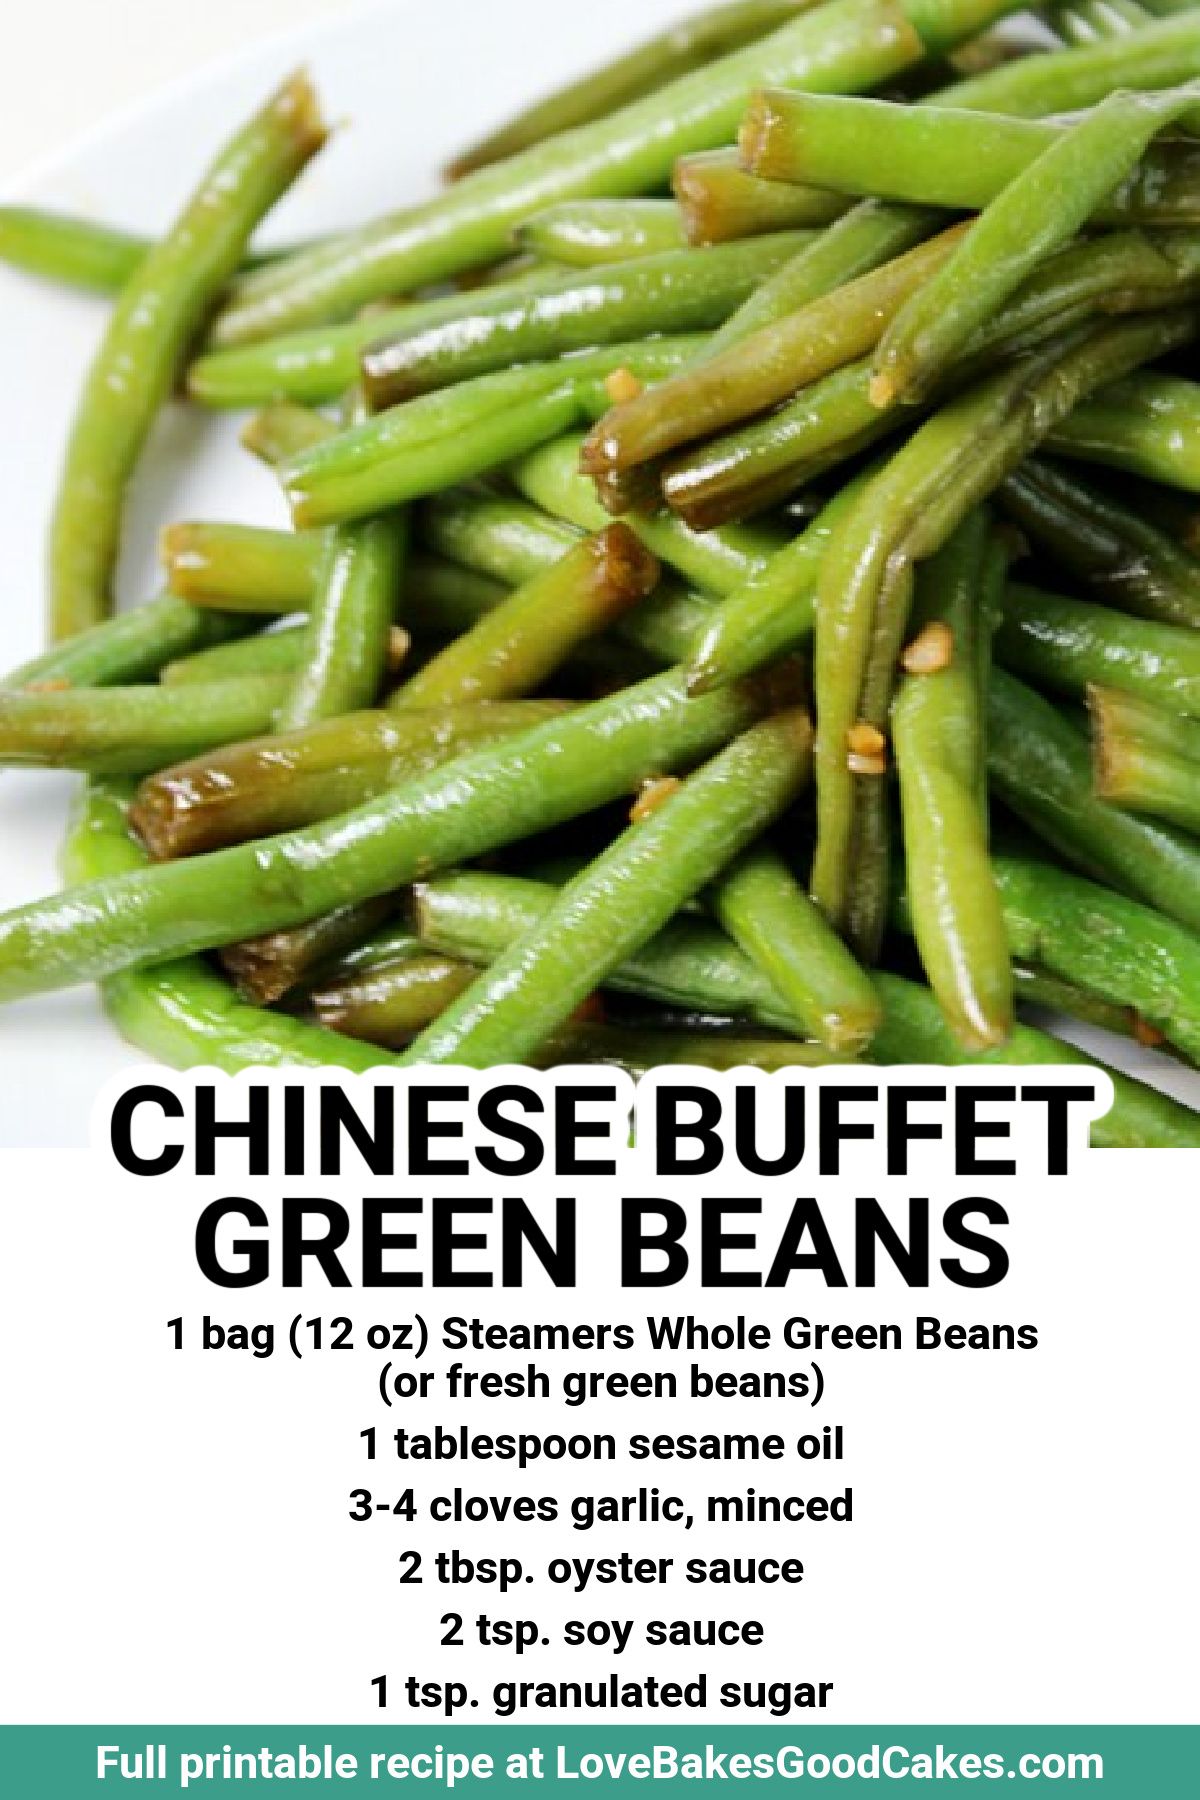 CHINESE BUFFET
GREEN BEANS
1 bag (12 oz) Steamers Whole Green Beans
(or fresh green beans)
1 tablespoon sesame oil
3-4 cloves garlic, minced
2 tbsp. oyster sauce
2 tsp. soy sauce
1 tsp. granulated sugar
Full printable recipe at LoveBakesGoodCakes.com